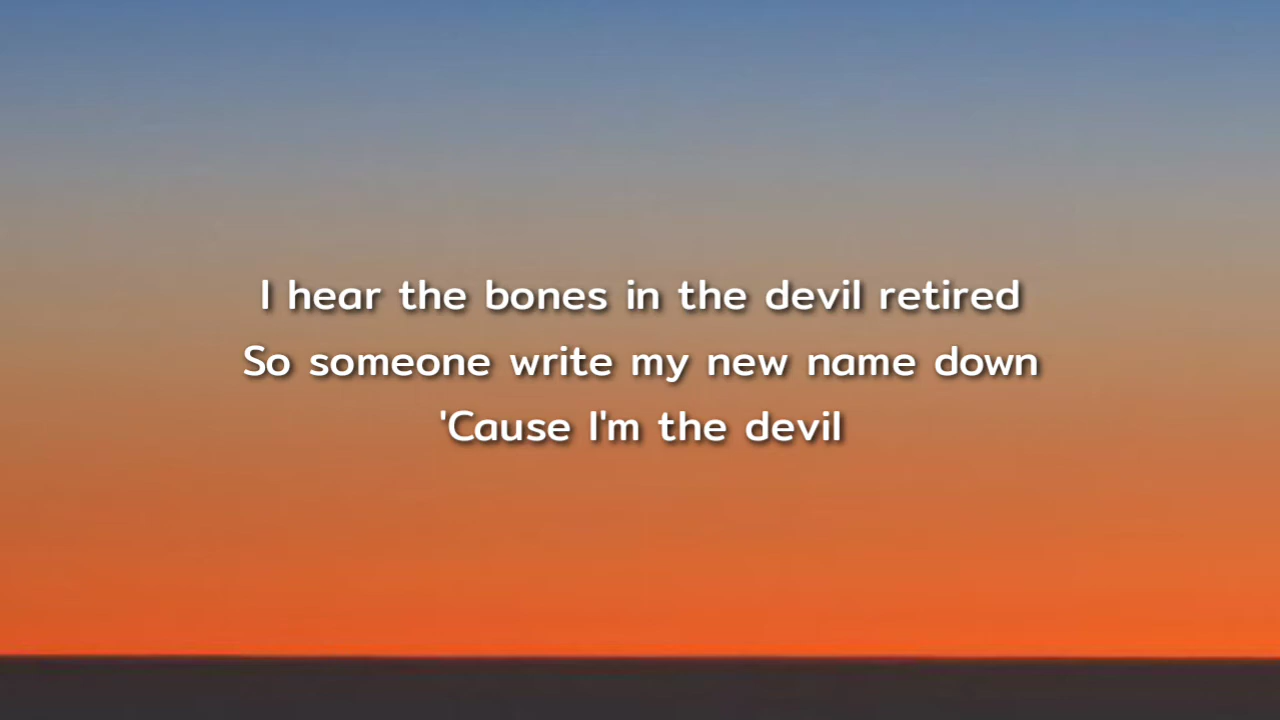 I hear the bones in the devil retired
So someone write my new name down
'Cause I'm the devil